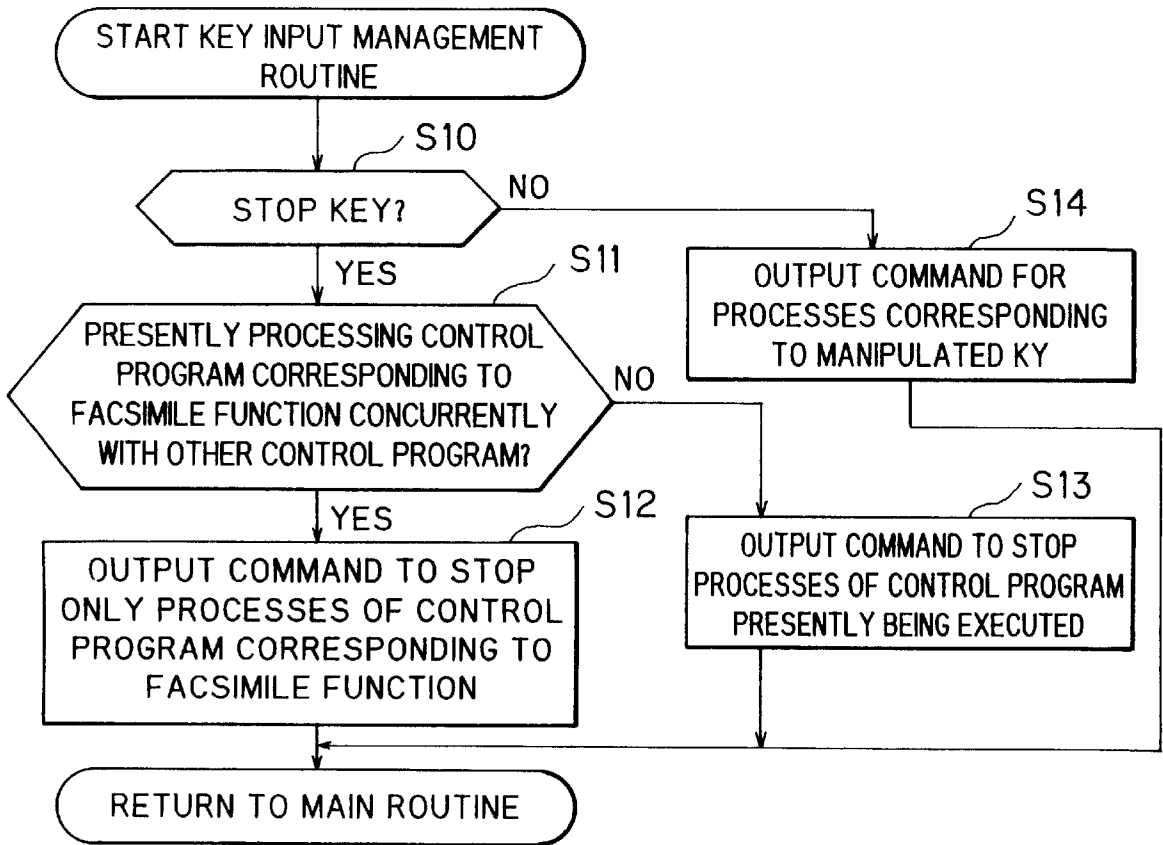 START KEY INPUT MANAGEMENT
ROUTINE
S10
STOP KEY?
NO
YES
S14
OUTPUT COMMAND FOR
PROCESSES CORRESPONDING
TO MANIPULATED KY
S11
PRESENTLY PROCESSING CONTROL
PROGRAM CORRESPONDING TO
FACSIMILE FUNCTION CONCURRENTLY
WITH OTHER CONTROL PROGRAM?
NO
YES
S12
OUTPUT COMMAND TO STOP
ONLY PROCESSES OF CONTROL
PROGRAM CORRESPONDING TO
FACSIMILE FUNCTION
S13
OUTPUT COMMAND TO STOP
PROCESSES OF CONTROL PROGRAM
PRESENTLY BEING EXECUTED
RETURN TO MAIN ROUTINE